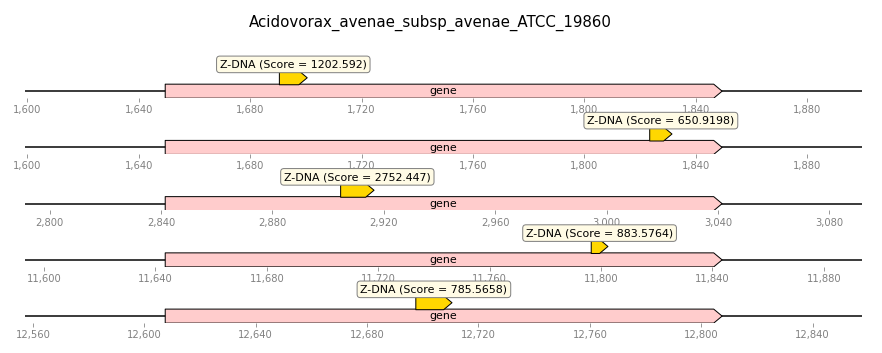 Acidovorax_avenae_subsp_avenae_ATCC_19860
Z-DNA (Score = 1202.592)
gene
1,600 1,640 1,680 1,720 1,760 1,800 1,840 1,880
Z-DNA (Score = 650.9198)
gene
1,600 1,640 1,680 1,720 1,760 1,800 1,840 1,880
Z-DNA (Score = 2752.447)
gene
2,800 2,840 2,880 2,920 2,960 3,000 3,040 3,080
Z-DNA (Score = 883.5764)
gene
11,600 11,640 11,680 11,720 11,760 11,800 11,840 11,880
Z-DNA (Score = 785.5658)
gene
12,560 12,600 12,640 12,680 12,720 12,760 12,800 12,840